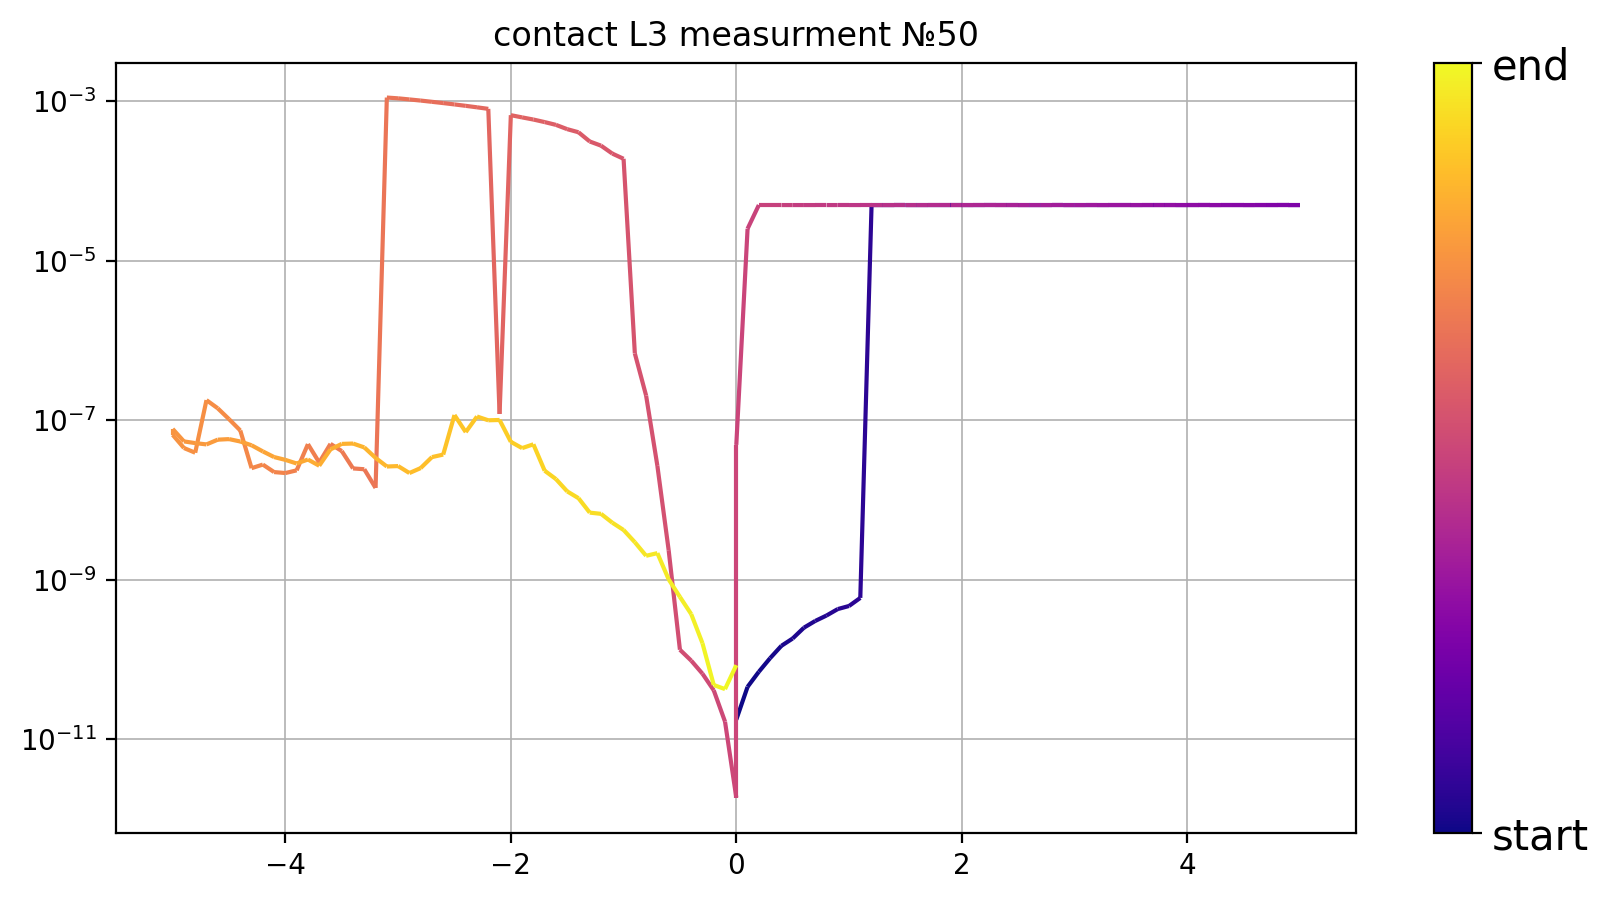 contact L3 measurment №50
10⁻³
10⁻⁵
10⁻⁷
10⁻⁹
10⁻¹¹
−4 −2 0 2 4
end
start